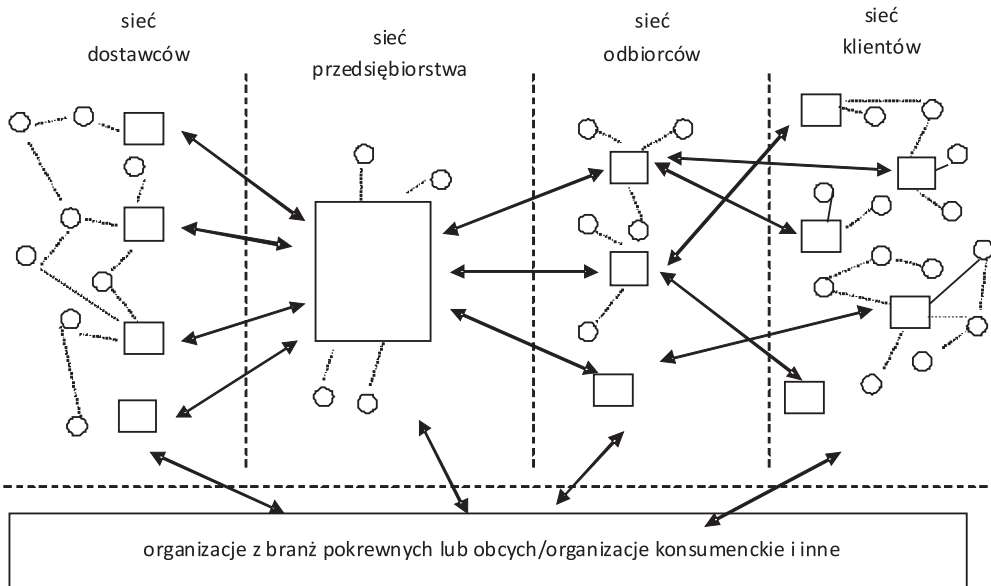 sieć
dostawców
sieć
przedsiębiorstwa
sieć
odbiorców
sieć
klientów
organizacje z branż pokrewnych lub obcych/organizacje konsumenckie i inne